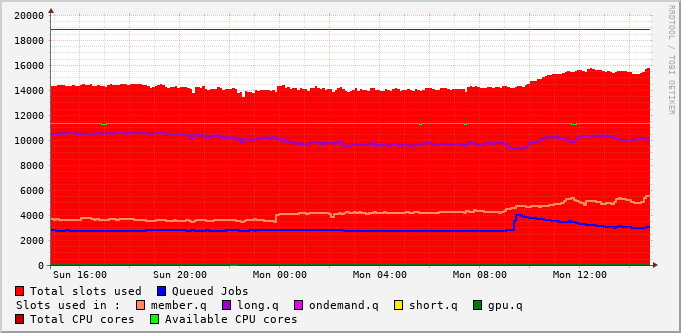 20000
18000
16000
14000
12000
10000
8000
6000
4000
2000
0
Sun 16:00 Sun 20:00 Mon 00:00 Mon 04:00 Mon 08:00 Mon 12:00
RRDTOOL / TOBI OETIKER
Total slots used Queued Jobs
Slots used in : member.q long.q ondemand.q short.q gpu.q
Total CPU cores Available CPU cores